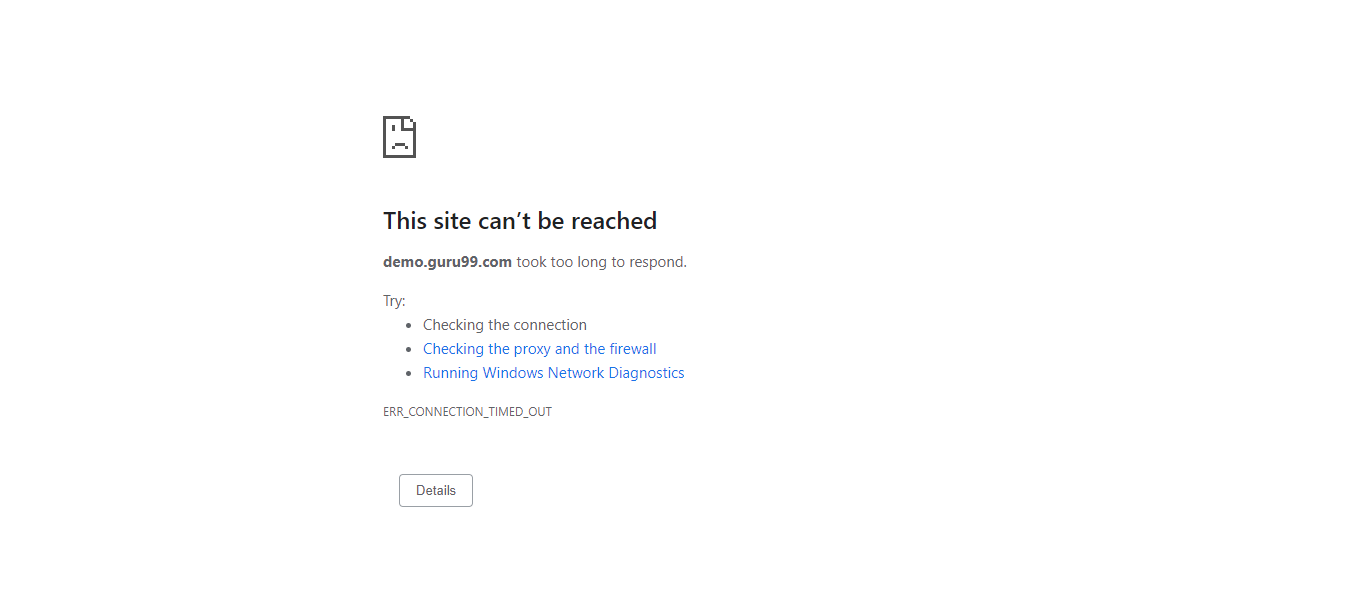 This site can’t be reached
demo.guru99.com took too long to respond.
Try:
Checking the connection
Checking the proxy and the firewall
Running Windows Network Diagnostics
ERR_CONNECTION_TIMED_OUT
Details